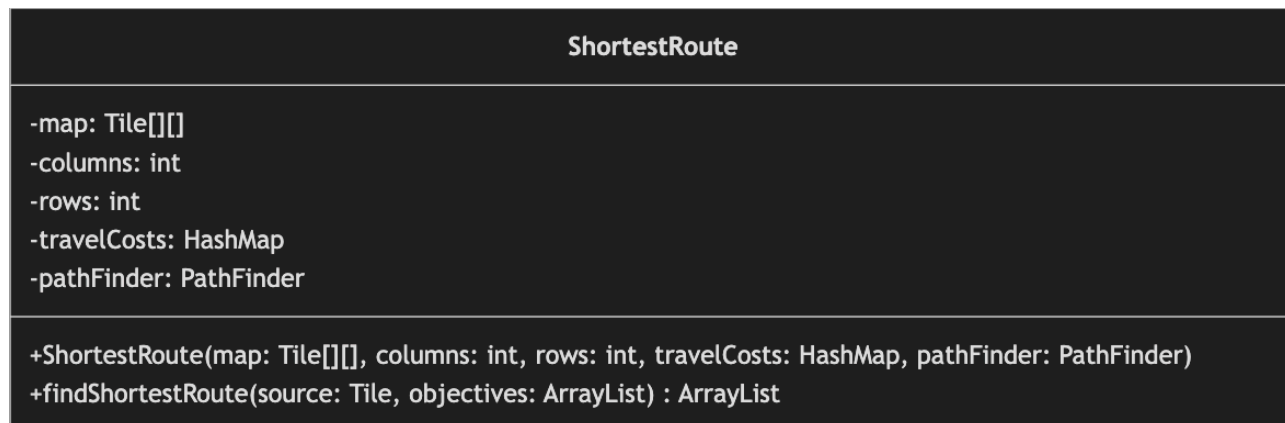 ShortestRoute
-map: Tile[][]
-columns: int
-rows: int
-travelCosts: HashMap
-pathFinder: PathFinder
+ShortestRoute(map: Tile[][], columns: int, rows: int, travelCosts: HashMap, pathFinder: PathFinder)
+findShortestRoute(source: Tile, objectives: ArrayList) : ArrayList